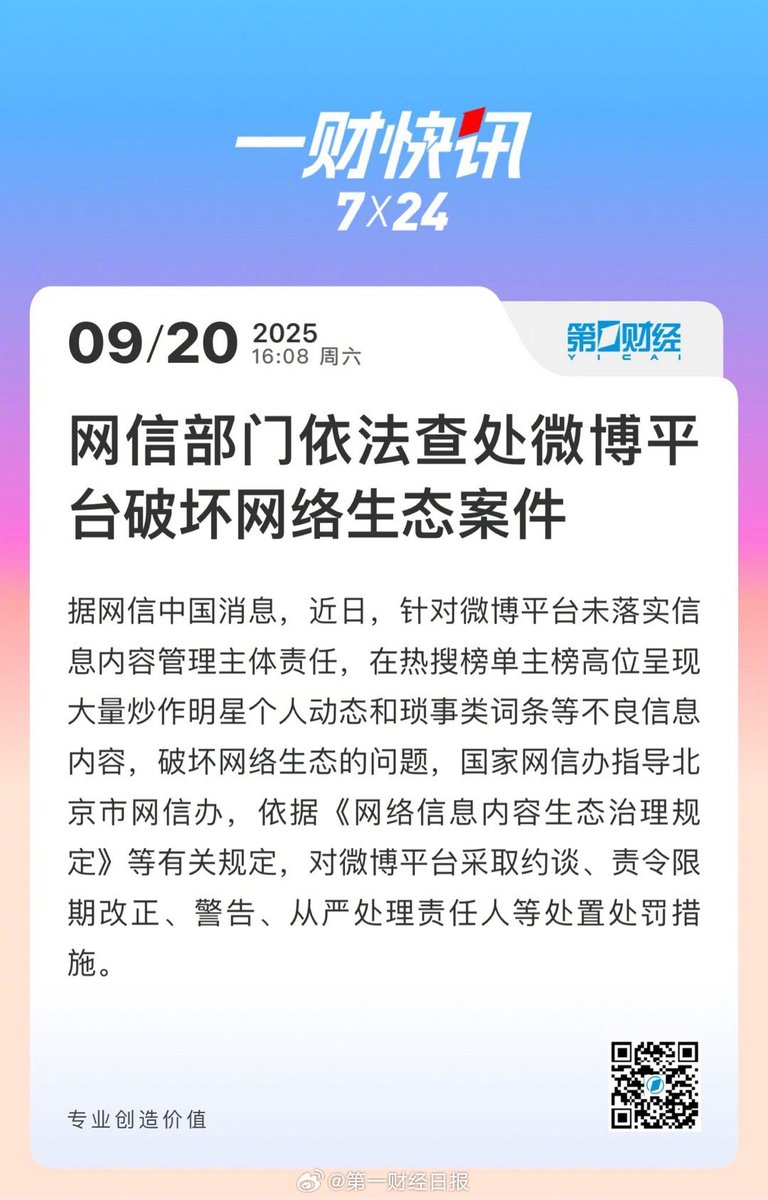 一财快讯
7X24
09/20
2025
16:08 周六
第一财经
YICAI
网信部门依法查处微博平
台破坏网络生态案件
据网信中国消息，近日，针对微博平台未落实信
息内容管理主体责任，在热搜榜单主榜高位呈现
大量炒作明星个人动态和琐事类词条等不良信息
内容，破坏网络生态的问题，国家网信办指导北
京市网信办，依据《网络信息内容生态治理规
定》等有关规定，对微博平台采取约谈、责令限
期改正、警告、从严处理责任人等处置处罚措
施。
专业创造价值
@第一财经日报